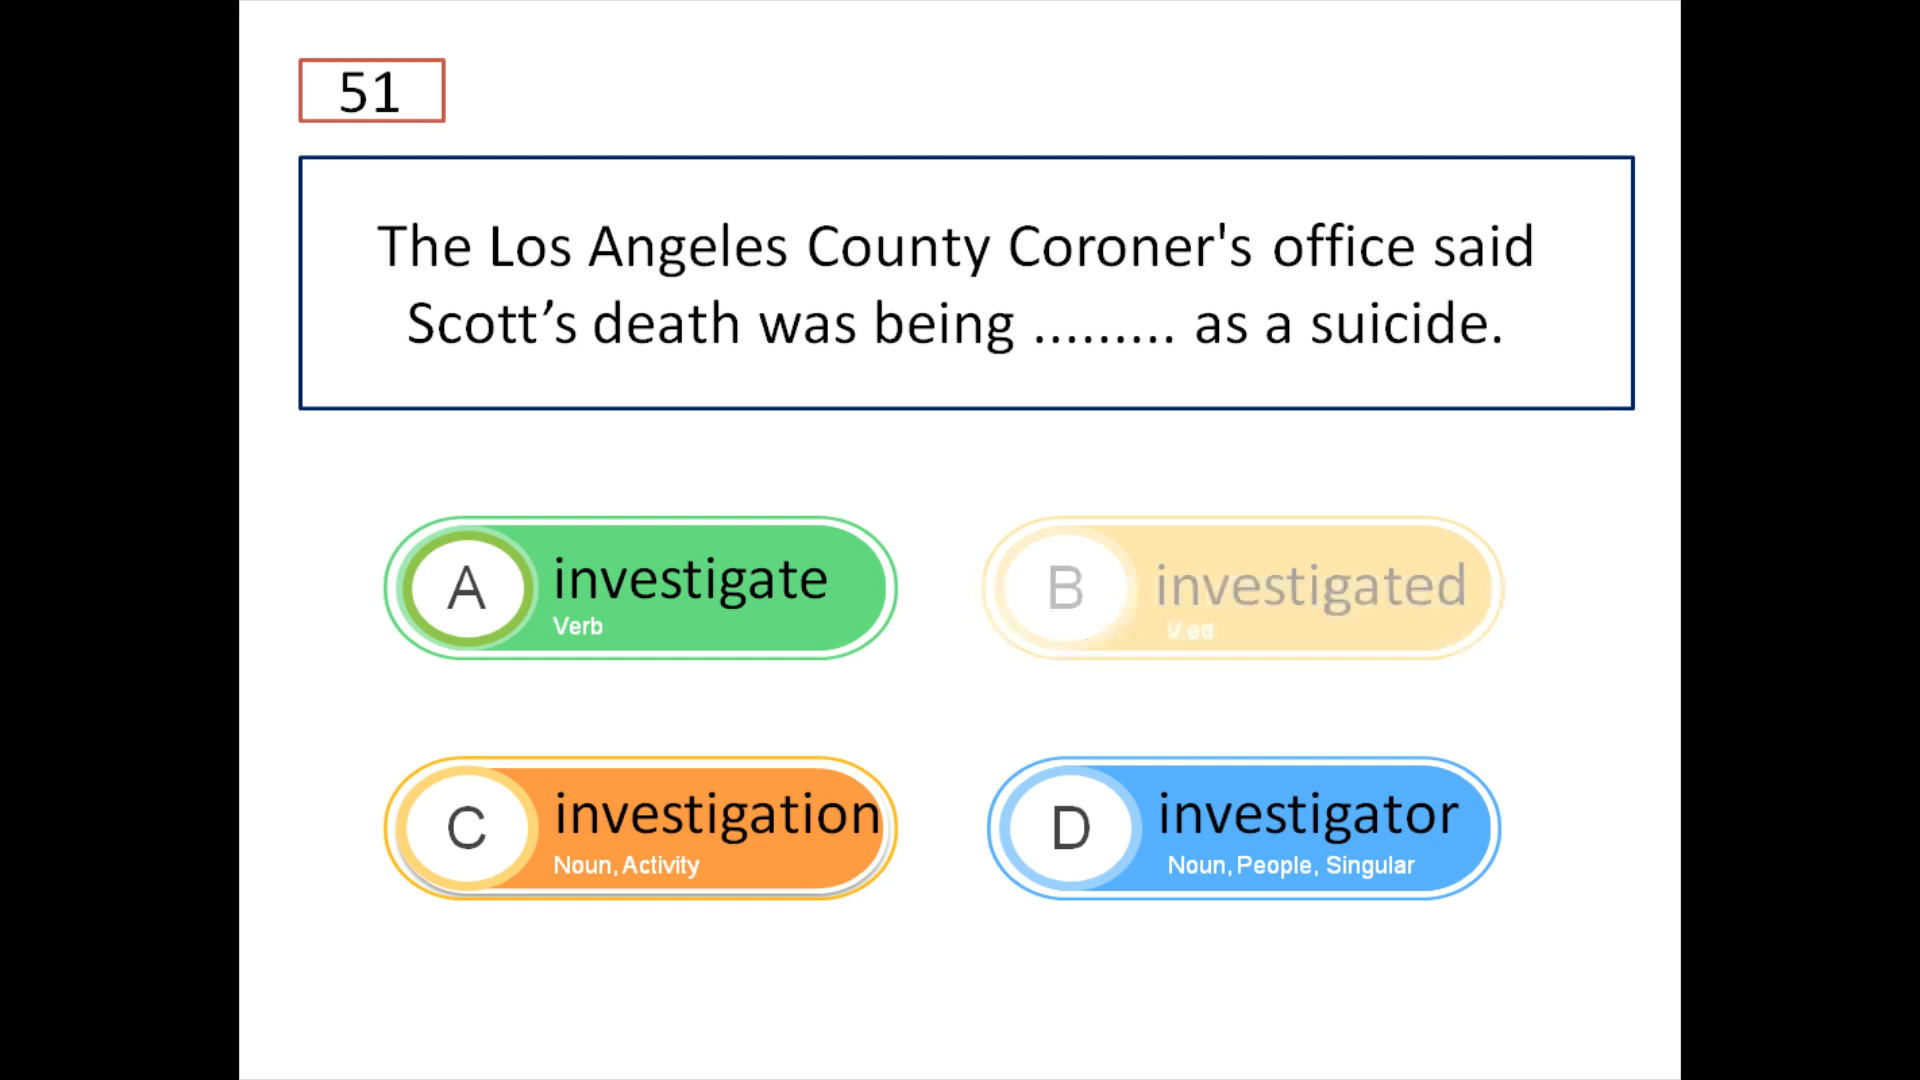 51
The Los Angeles County Coroner's office said
Scott’s death was being ......... as a suicide.
A investigate
Verb
B investigated
V.ed
C investigation
Noun, Activity
D investigator
Noun, People, Singular